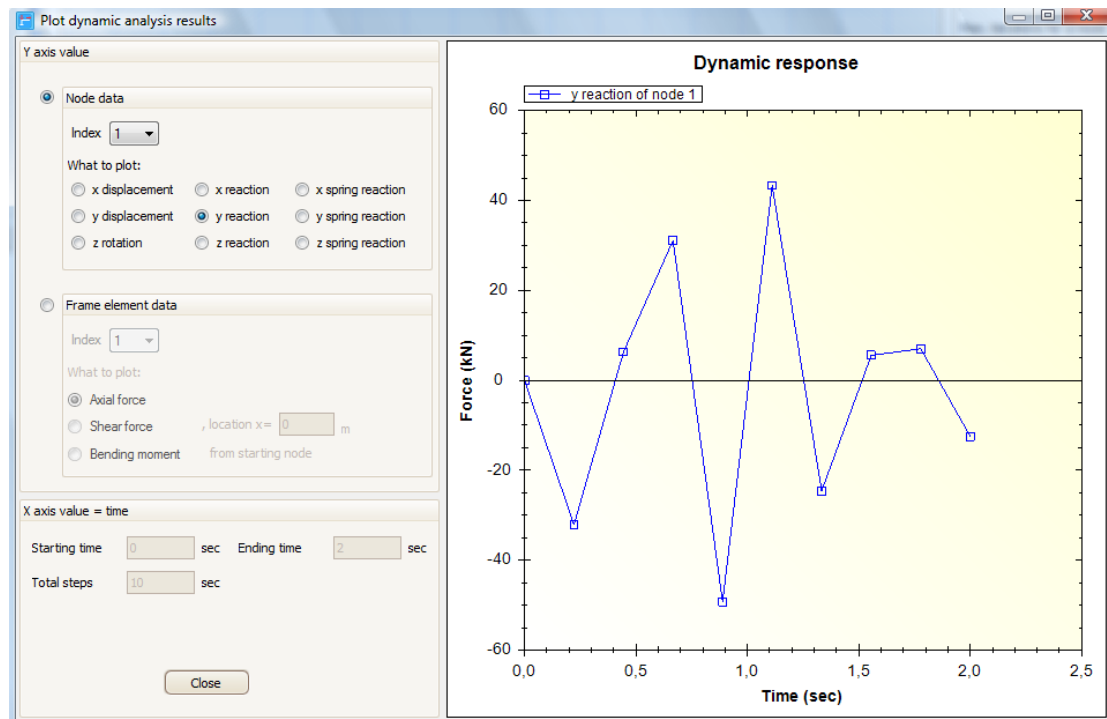 Plot dynamic analysis results
Y axis value
Node data
Index 1
What to plot:
x displacement x reaction x spring reaction
y displacement y reaction y spring reaction
z rotation z reaction z spring reaction
Frame element data
Index 1
What to plot:
Axial force
Shear force , location x= 0 m
Bending moment from starting node
X axis value = time
Starting time 0 sec Ending time 2 sec
Total steps 10 sec
Close
Dynamic response
y reaction of node 1
60
40
20
0
-20
-40
-60
Force (kN)
0,0 0,5 1,0 1,5 2,0 2,5
Time (sec)